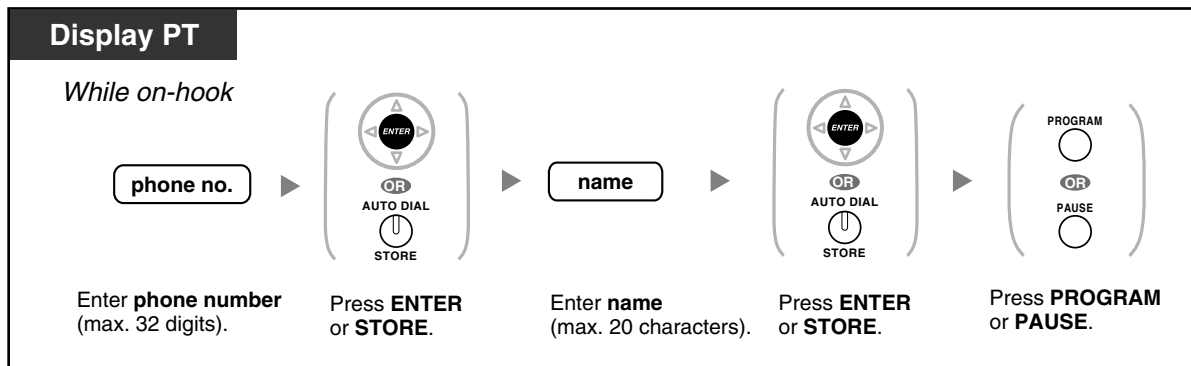 Display PT
While on-hook
phone no.
ENTER
OR
AUTO DIAL
STORE
name
ENTER
OR
AUTO DIAL
STORE
PROGRAM
OR
PAUSE
Enter phone number
(max. 32 digits).
Press ENTER
or STORE.
Enter name
(max. 20 characters).
Press ENTER
or STORE.
Press PROGRAM
or PAUSE.